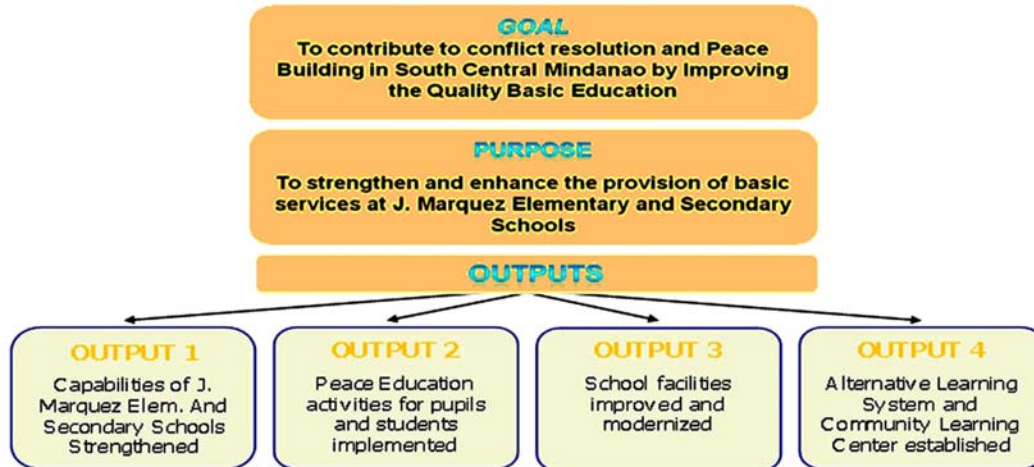 GOAL
To contribute to conflict resolution and Peace
Building in South Central Mindanao by Improving
the Quality Basic Education
PURPOSE
To strengthen and enhance the provision of basic
services at J. Marquez Elementary and Secondary
Schools
OUTPUTS
OUTPUT 1
Capabilities of J.
Marquez Elem. And
Secondary Schools
Strengthened
OUTPUT 2
Peace Education
activities for pupils
and students
implemented
OUTPUT 3
School facilities
improved and
modernized
OUTPUT 4
Alternative Learning
System and
Community Learning
Center established